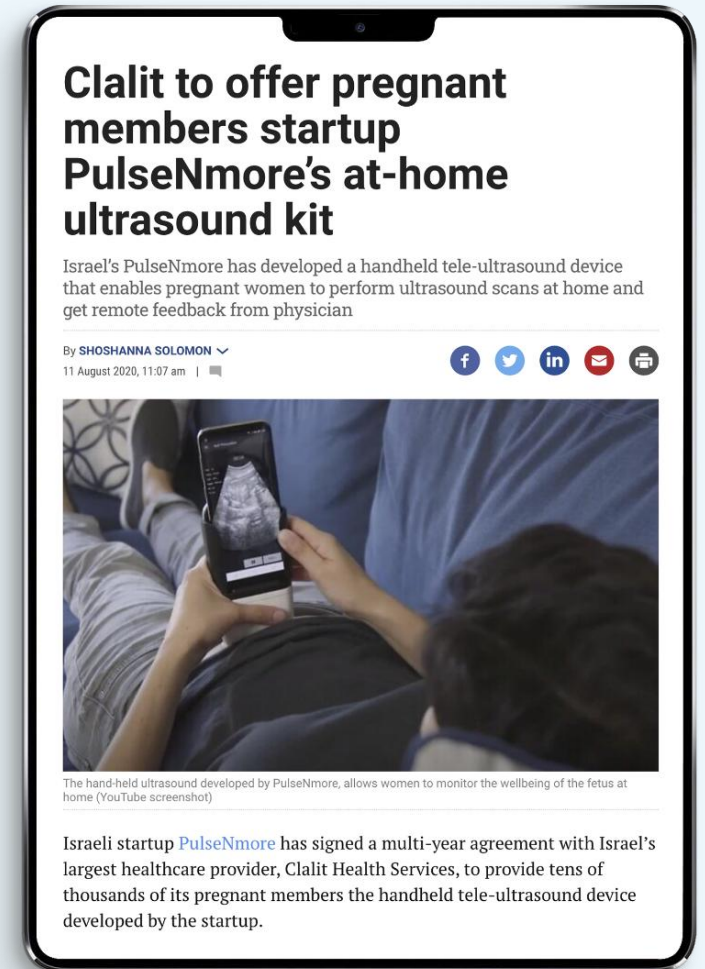 Clalit to offer pregnant
members startup
PulseNmore’s at-home
ultrasound kit
Israel’s PulseNmore has developed a handheld tele-ultrasound device
that enables pregnant women to perform ultrasound scans at home and
get remote feedback from physician
By SHOSHANNA SOLOMON
11 August 2020, 11:07 am |
The hand-held ultrasound developed by PulseNmore, allows women to monitor the wellbeing of the fetus at
home (YouTube screenshot)
Israeli startup PulseNmore has signed a multi-year agreement with Israel’s
largest healthcare provider, Clalit Health Services, to provide tens of
thousands of its pregnant members the handheld tele-ultrasound device
developed by the startup.